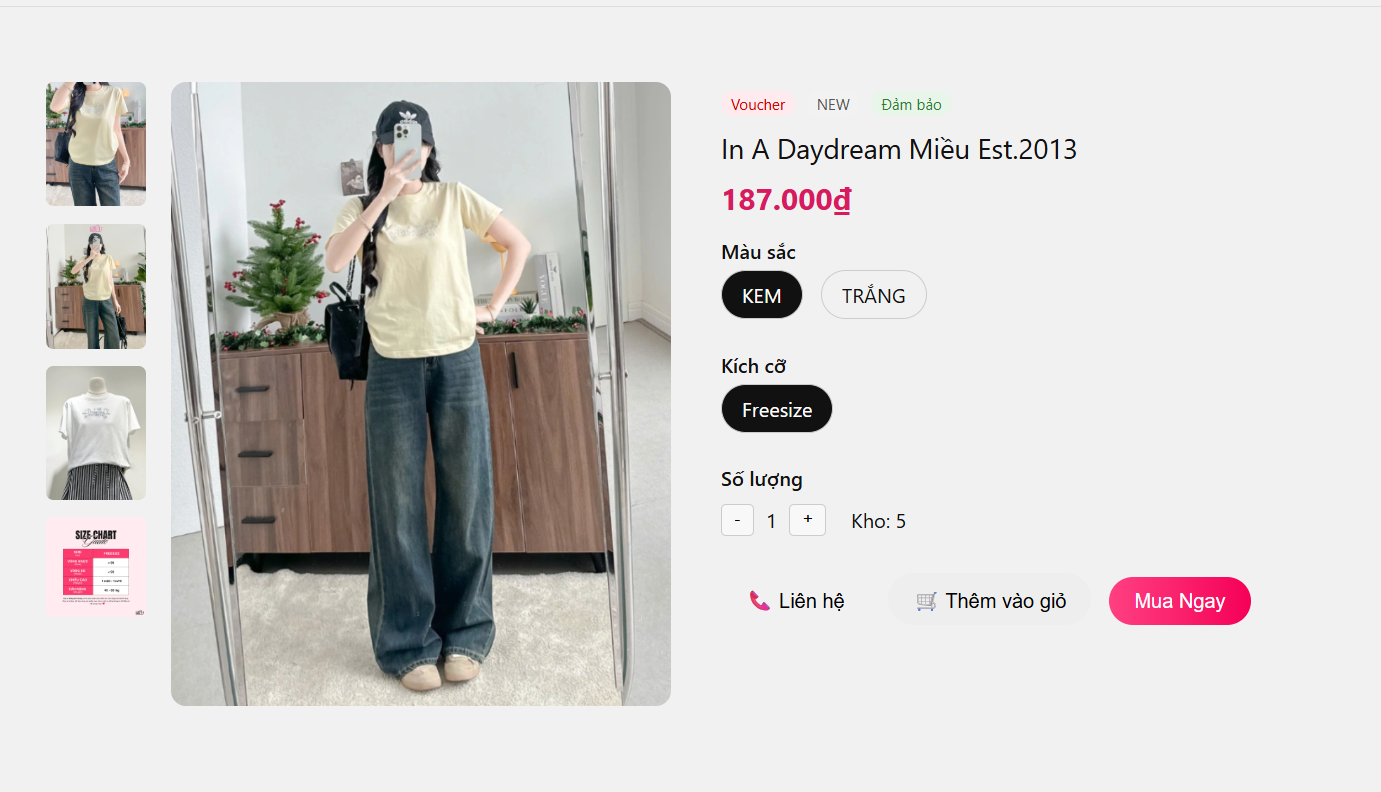 Voucher NEW Đảm bảo
In A Daydream Miều Est.2013
187.000₫
Màu sắc
KEM TRẮNG
Kích cỡ
Freesize
Số lượng
- 1 + Kho: 5
Liên hệ Thêm vào giỏ Mua Ngay
SIZE CHART
Guide
FREESIZE